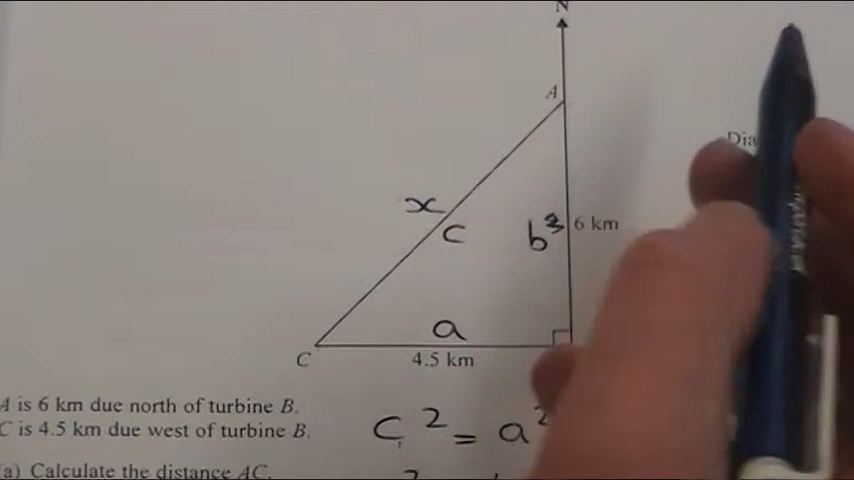 N
A
Dia
x
c
b
6 km
a
C
4.5 km
A is 6 km due north of turbine B.
C is 4.5 km due west of turbine B.
c² = a²
(a) Calculate the distance AC.